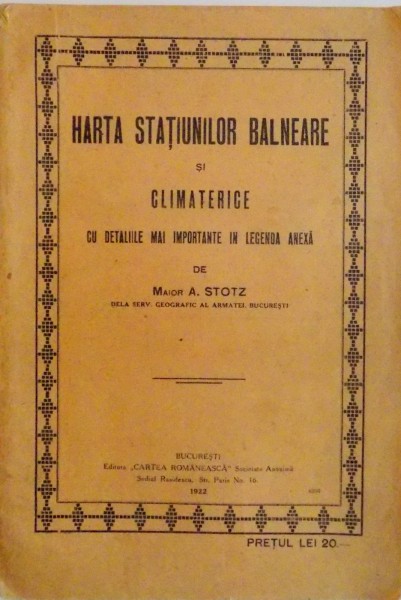 HARTA STAȚIUNILOR BALNEARE
ȘI
CLIMATERICE
CU DETALIILE MAI IMPORTANTE IN LEGENDA ANEXĂ
DE
MAIOR A. STOTZ
DELA SERV. GEOGRAFIC AL ARMATEI, BUCUREȘTI
BUCUREȘTI
Editura „CARTEA ROMÂNEASCĂ” Societate Anonimă
Sediul Str. Paris No. 16
1922
PREȚUL LEI 20.—